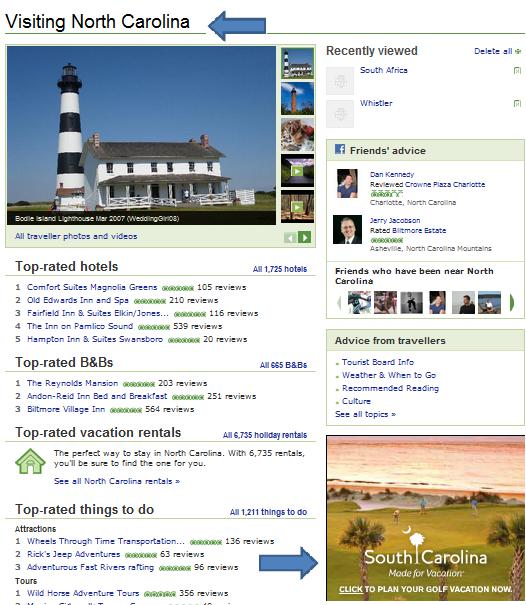 Visiting North Carolina
Bodie Island Lighthouse Mar 2007 (WeddingGirl08)
All traveller photos and videos
Top-rated hotels
All 1,725 hotels
1 Comfort Suites Magnolia Greens 105 reviews
2 Old Edwards Inn and Spa 210 reviews
3 Fairfield Inn & Suites Elkin/Jones... 116 reviews
4 The Inn on Pamlico Sound 539 reviews
5 Hampton Inn & Suites Swansboro 20 reviews
Top-rated B&Bs
All 665 B&Bs
1 The Reynolds Mansion 203 reviews
2 Andon-Reid Inn Bed and Breakfast 251 reviews
3 Biltmore Village Inn 564 reviews
Top-rated vacation rentals
All 6,735 holiday rentals
The perfect way to stay in North Carolina. With 6,735 rentals,
you'll be sure to find the one for you.
See all North Carolina rentals »
Top-rated things to do
All 1,211 things to do
Attractions
1 Wheels Through Time Transportation... 136 reviews
2 Rick's Jeep Adventures 63 reviews
3 Adventurous Fast Rivers rafting 96 reviews
Tours
1 Wild Horse Adventure Tours 356 reviews
Recently viewed
Delete all
South Africa
Whistler
Friends' advice
Dan Kennedy
Reviewed Crowne Plaza Charlotte
Charlotte, North Carolina
Jerry Jacobson
Rated Biltmore Estate
Asheville, North Carolina Mountains
Friends who have been near North
Carolina
Advice from travellers
Tourist Board Info
Weather & When to Go
Recommended Reading
Culture
See all topics »
South Carolina
Made for Vacation
CLICK TO PLAN YOUR GOLF VACATION NOW.